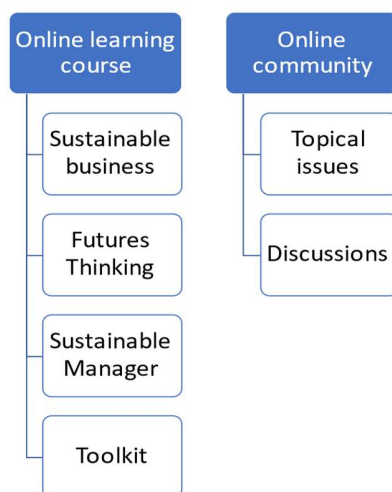 Online learning
course
Sustainable
business
Futures
Thinking
Sustainable
Manager
Toolkit
Online
community
Topical
issues
Discussions